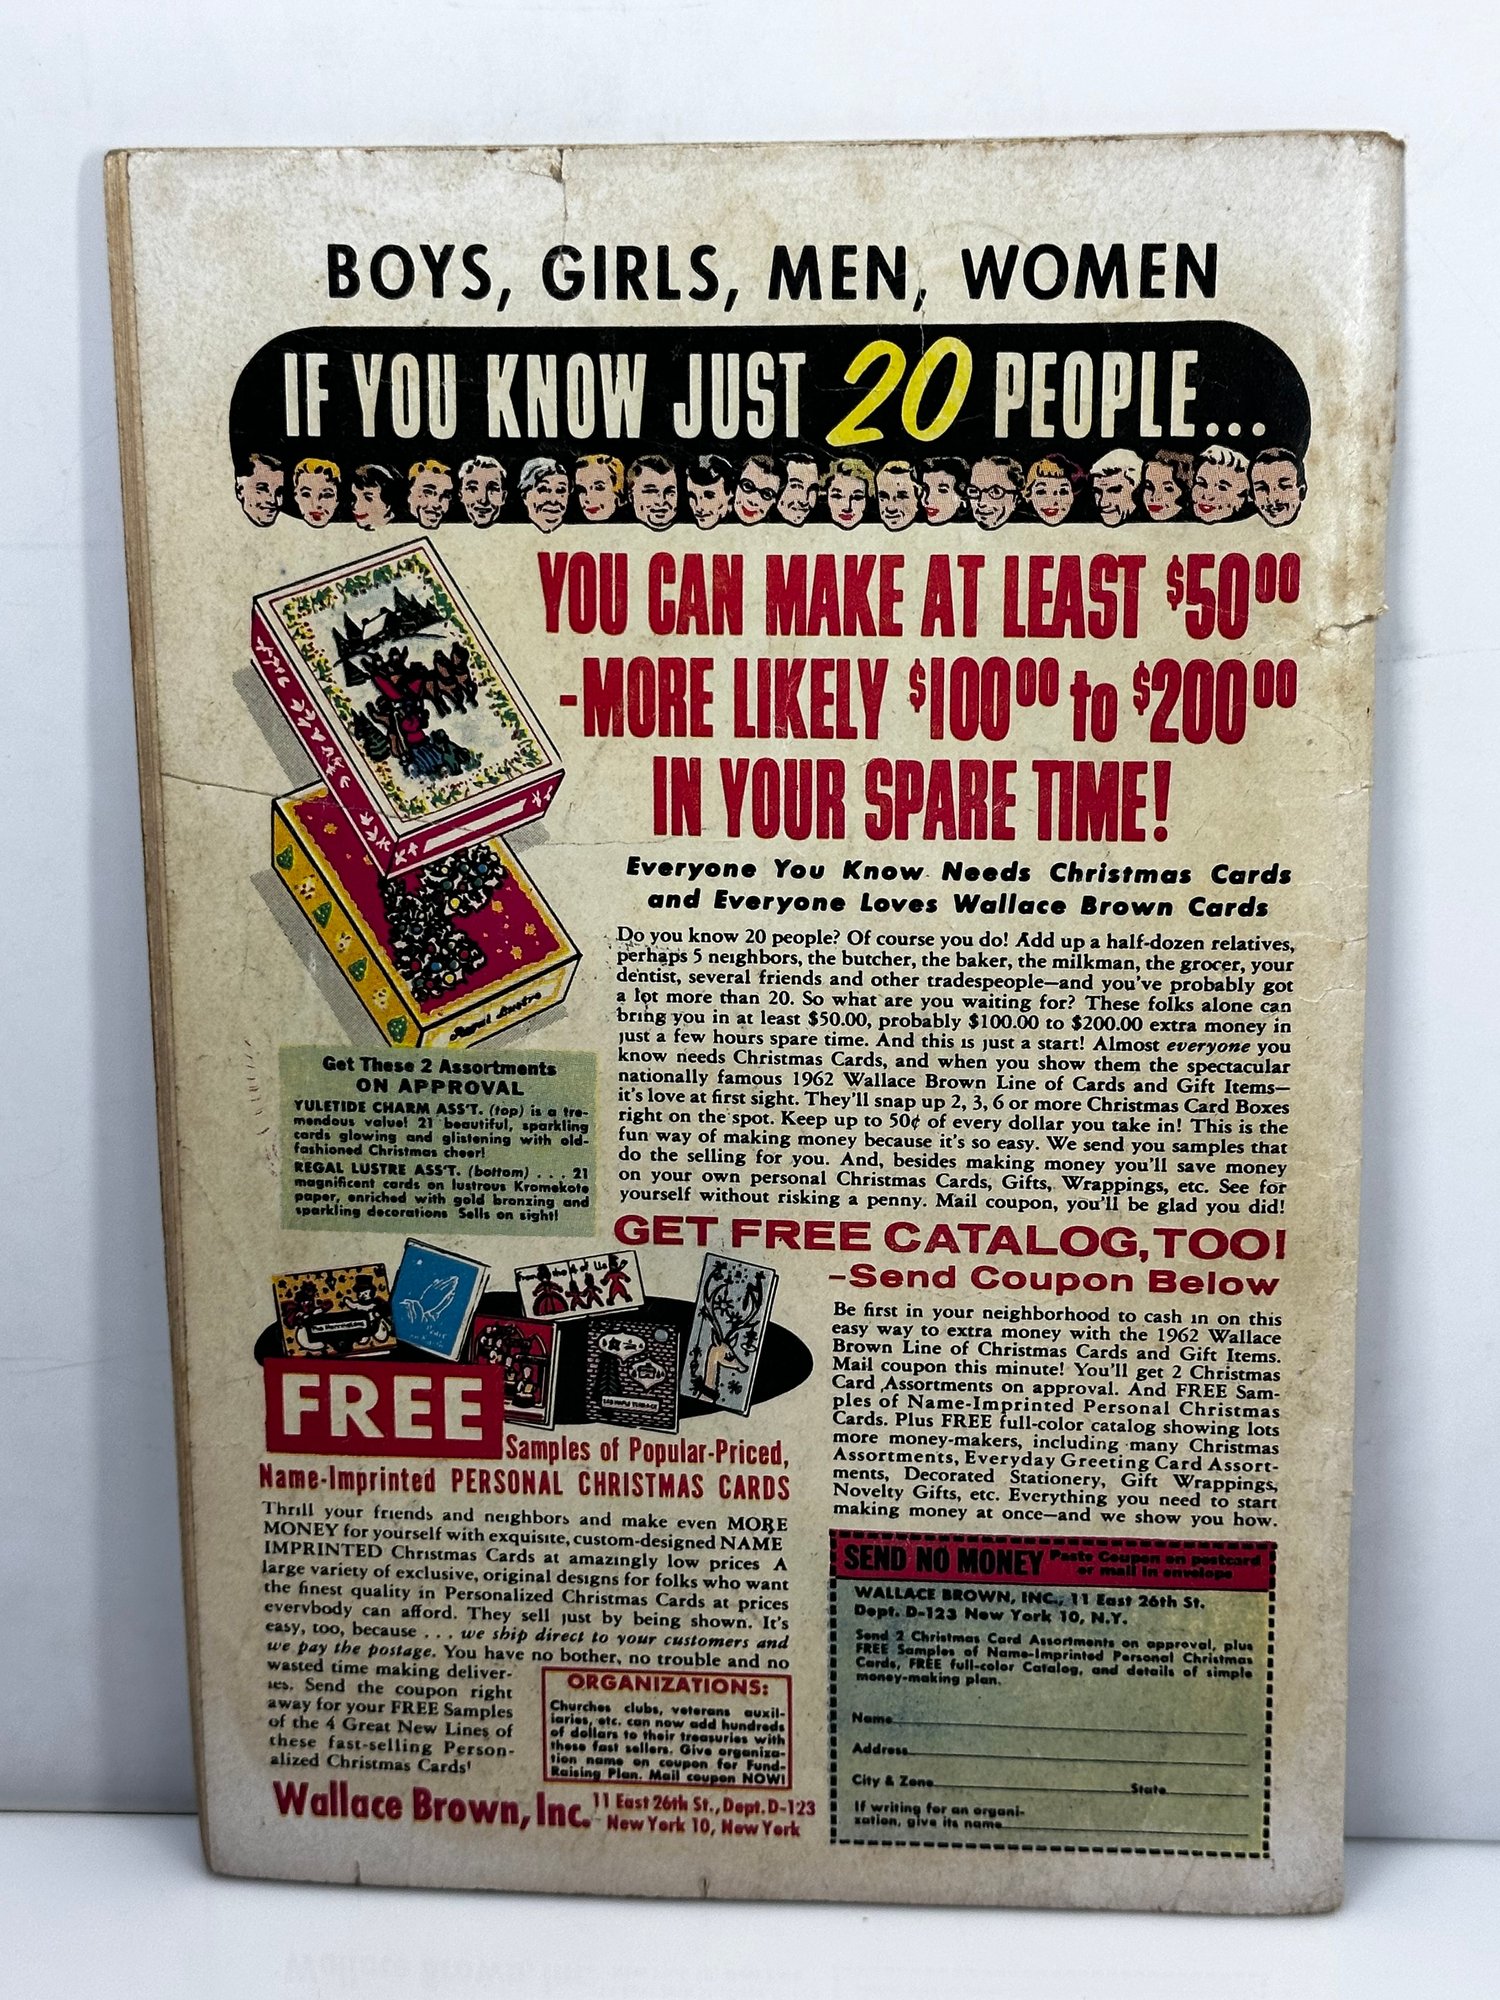 BOYS, GIRLS, MEN, WOMEN
IF YOU KNOW JUST 20 PEOPLE...
YOU CAN MAKE AT LEAST $50.00
-MORE LIKELY $100.00 to $200.00
IN YOUR SPARE TIME!
Everyone You Know Needs Christmas Cards
and Everyone Loves Wallace Brown Cards
Do you know 20 people? Of course you do! Add up a half-dozen relatives,
perhaps 5 neighbors, the butcher, the baker, the milkman, the grocer, your
dentist, several friends and other tradespeople—and you've probably got
a lot more than 20. So what are you waiting for? These folks alone can
bring you in at least $50.00, probably $100.00 to $200.00 extra money in
just a few hours spare time. And this is just a start! Almost everyone you
know needs Christmas Cards, and when you show them the spectacular
nationally famous 1962 Wallace Brown Line of Cards and Gift Items—
it's love at first sight. They'll snap up 2, 3, 6 or more Christmas Card Boxes
right on the spot. Keep up to 50¢ of every dollar you take in! This is the
fun way of making money because it's so easy. We send you samples that
do the selling for you. And, besides making money you'll save money
on your own personal Christmas Cards, Gifts, Wrappings, etc. See for
yourself without risking a penny. Mail coupon, you'll be glad you did!
Regal Lustre
Get These 2 Assortments
ON APPROVAL
YULETIDE CHARM ASS'T. (top) is a tre-
mendous value! 21 beautiful, sparkling
cards glowing and glistening with old-
fashioned Christmas cheer!
REGAL LUSTRE ASS'T. (bottom) . . . 21
magnificent cards on lustrous Kromekote
paper, enriched with gold bronzing and
sparkling decorations Sells on sight!
GET FREE CATALOG, TOO!
—Send Coupon Below
Be first in your neighborhood to cash in on this
easy way to extra money with the 1962 Wallace
Brown Line of Christmas Cards and Gift Items.
Mail coupon this minute! You'll get 2 Christmas
Card Assortments on approval. And FREE Sam-
ples of Name-Imprinted Personal Christmas
Cards. Plus FREE full-color catalog showing lots
more money-makers, including many Christmas
Assortments, Everyday Greeting Card Assort-
ments, Decorated Stationery, Gift Wrappings,
Novelty Gifts, etc. Everything you need to start
making money at once—and we show you how.
From the 4 of Us
FREE
Samples of Popular-Priced,
Name-Imprinted PERSONAL CHRISTMAS CARDS
Thrill your friends and neighbors and make even MORE
MONEY for yourself with exquisite, custom-designed NAME
IMPRINTED Christmas Cards at amazingly low prices A
large variety of exclusive, original designs for folks who want
the finest quality in Personalized Christmas Cards at prices
everybody can afford. They sell just by being shown. It's
easy, too, because . . . we ship direct to your customers and
we pay the postage. You have no bother, no trouble and no
wasted time making deliver-
ies. Send the coupon right
away for your FREE Samples
of the 4 Great New Lines of
these fast-selling Person-
alized Christmas Cards!
ORGANIZATIONS:
Churches clubs, veterans auxil-
iaries, etc. can now add hundreds
of dollars to their treasuries with
these fast sellers. Give organiza-
tion name on coupon for Fund-
Raising Plan. Mail coupon NOW!
Wallace Brown, Inc. 11 East 26th St., Dept. D-123
New York 10, New York
SEND NO MONEY Paste Coupon on postcard
or mail in envelope
WALLACE BROWN, INC., 11 East 26th St.
Dept. D-123 New York 10, N.Y.
Send 2 Christmas Card Assortments on approval, plus
FREE Samples of Name-Imprinted Personal Christmas
Cards, FREE full-color Catalog, and details of simple
money-making plan.
Name
Address
City & Zone State
If writing for an organi-
zation, give its name